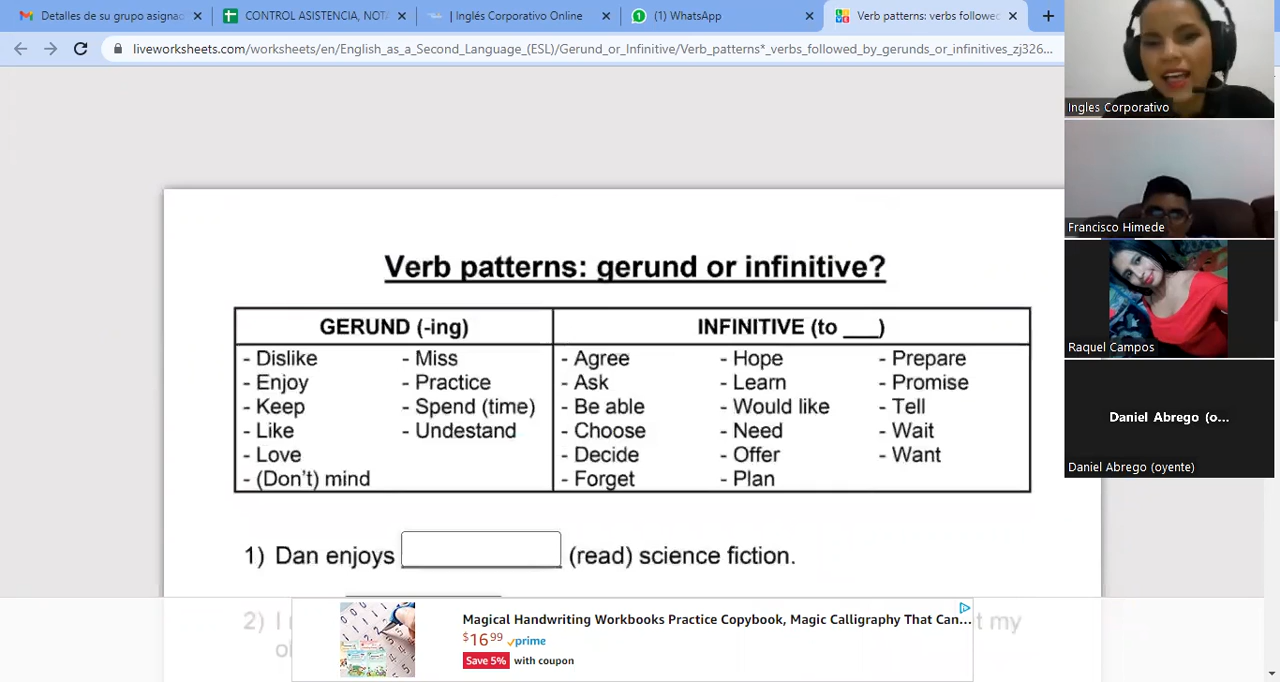 Detalles de su grupo asigna
CONTROL ASISTENCIA, NOT
| Inglés Corporativo Online
(1) WhatsApp
Verb patterns: verbs followe
liveworksheets.com/worksheets/en/English_as_a_Second_Language_(ESL)/Gerund_or_Infinitive/Verb_patterns*_verbs_followed_by_gerunds_or_infinitives_zj326...
Ingles Corporativo
Francisco Himede
Raquel Campos
Daniel Abrego (o...
Daniel Abrego (oyente)
Verb patterns: gerund or infinitive?
GERUND (-ing)
- Dislike
- Enjoy
- Keep
- Like
- Love
- (Don't) mind
- Miss
- Practice
- Spend (time)
- Undestand
INFINITIVE (to ___)
- Agree
- Ask
- Be able
- Choose
- Decide
- Forget
- Hope
- Learn
- Would like
- Need
- Offer
- Plan
- Prepare
- Promise
- Tell
- Wait
- Want
1) Dan enjoys (read) science fiction.
2) I my
Magical Handwriting Workbooks Practice Copybook, Magic Calligraphy That Can...
$16 99 prime
Save 5% with coupon